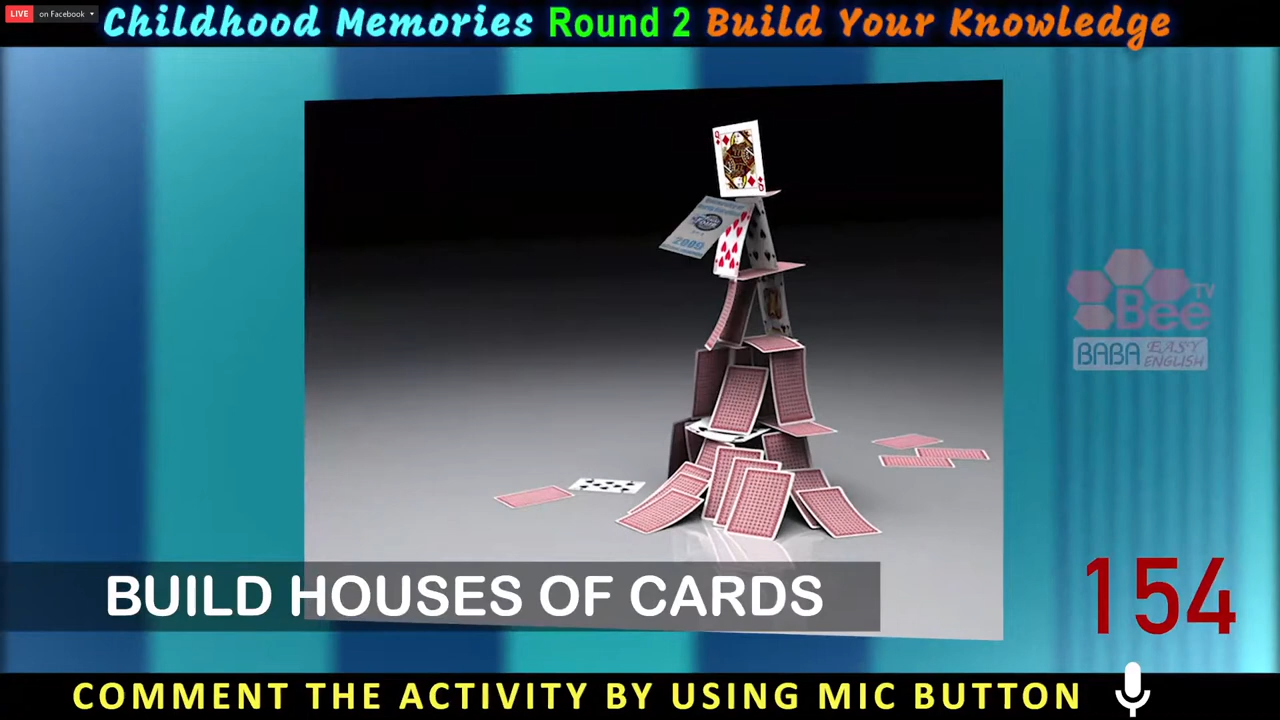 LIVE on Facebook
Childhood Memories Round 2 Build Your Knowledge
Q
Q
2009
Bee TV
BABA EASY ENGLISH
BUILD HOUSES OF CARDS
154
COMMENT THE ACTIVITY BY USING MIC BUTTON